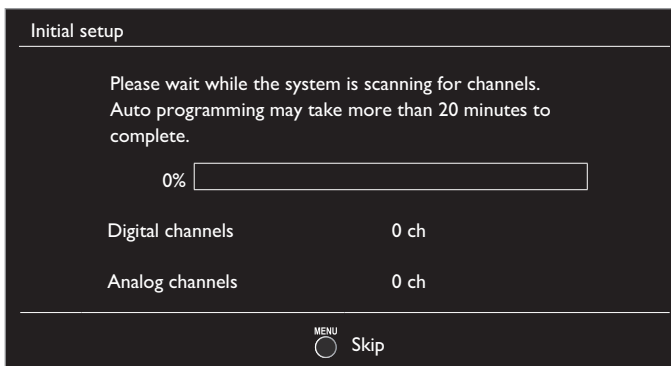 Initial setup
Please wait while the system is scanning for channels.
Auto programming may take more than 20 minutes to
complete.
0%
Digital channels 0 ch
Analog channels 0 ch
MENU
Skip